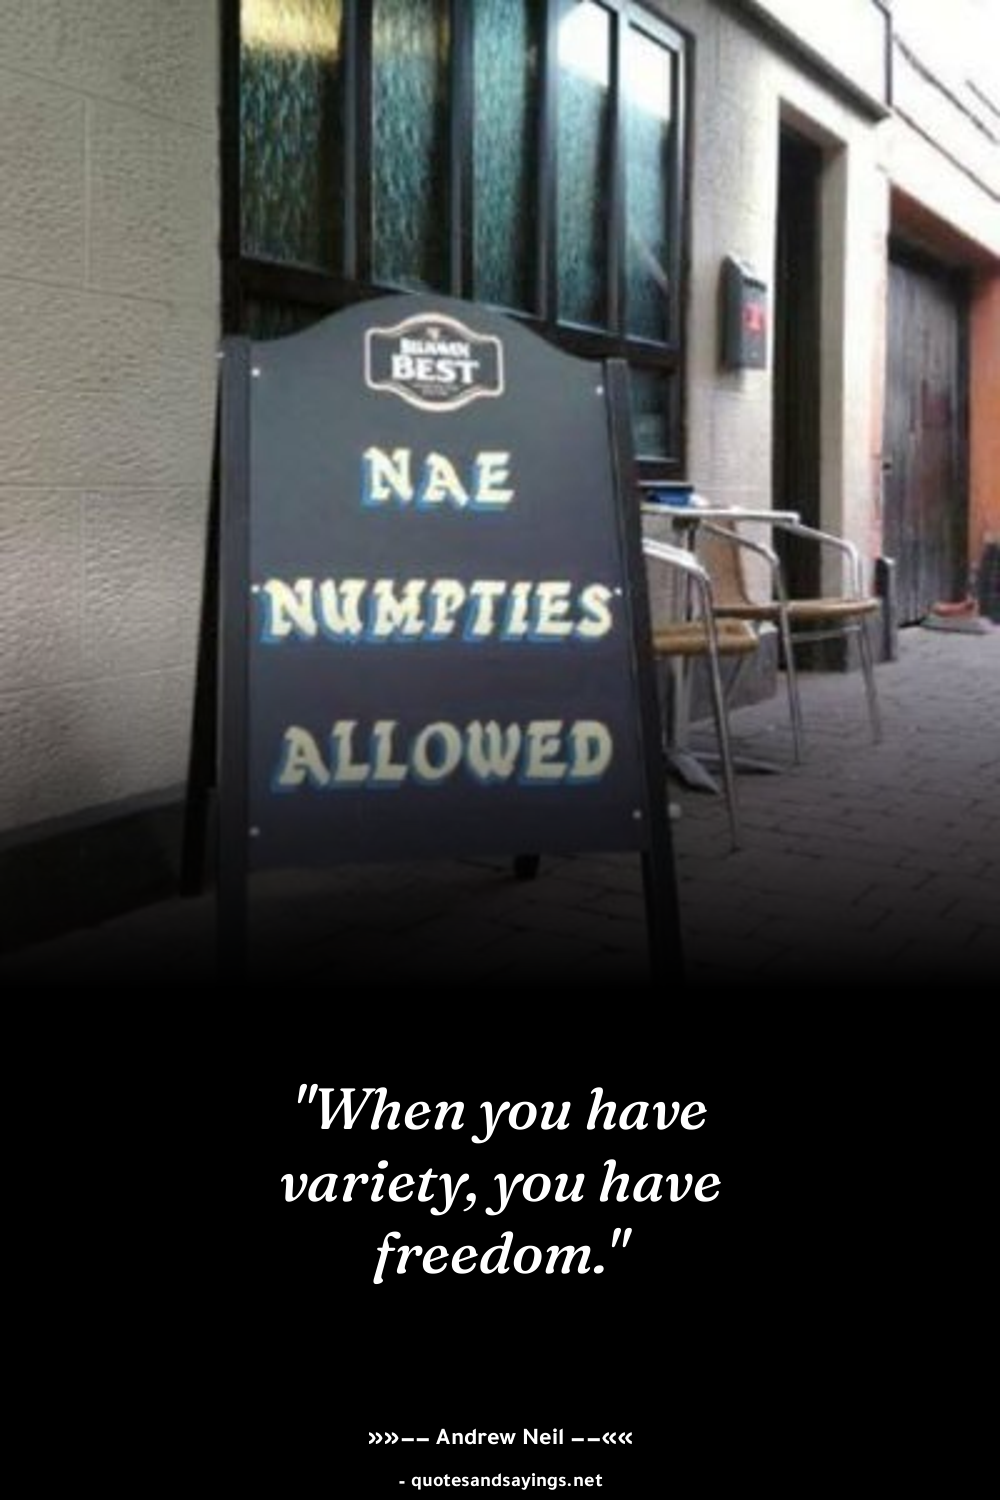 BEST
NAE
NUMPTIES
ALLOWED
"When you have
variety, you have
freedom."
»»-- Andrew Neil --««
- quotesandsayings.net